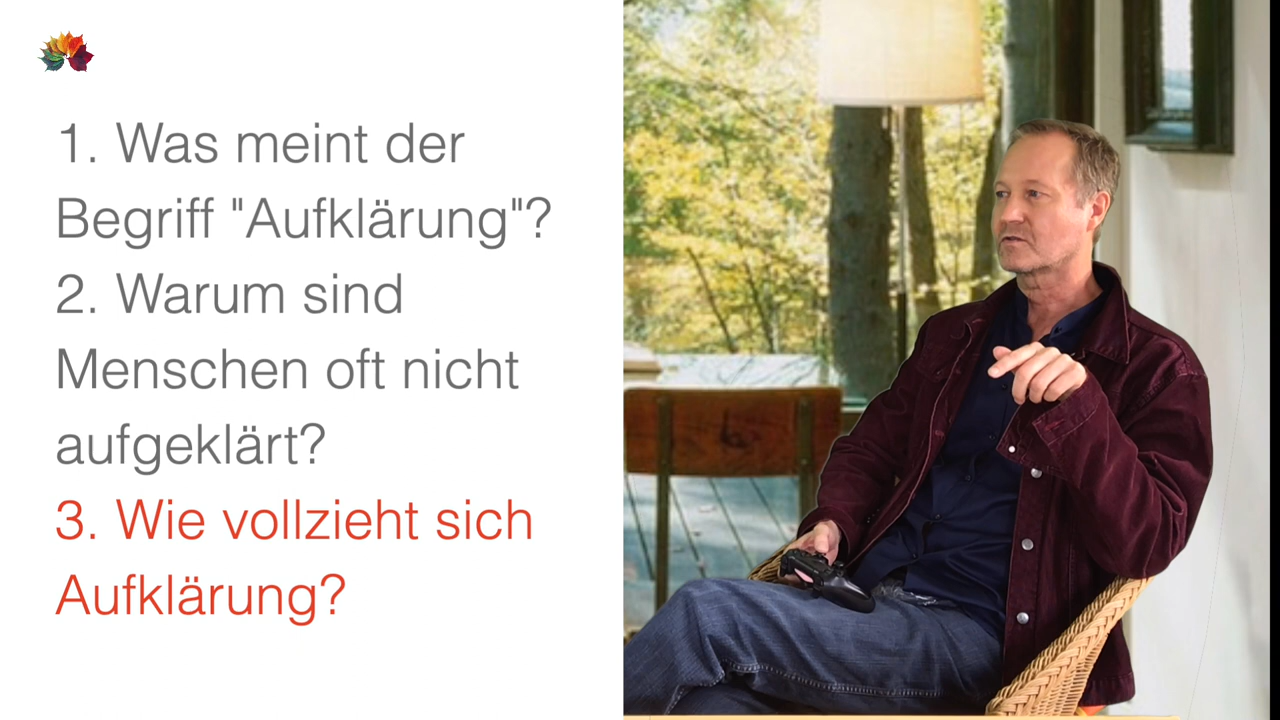 1. Was meint der
Begriff "Aufklärung"?
2. Warum sind
Menschen oft nicht
aufgeklärt?
3. Wie vollzieht sich
Aufklärung?